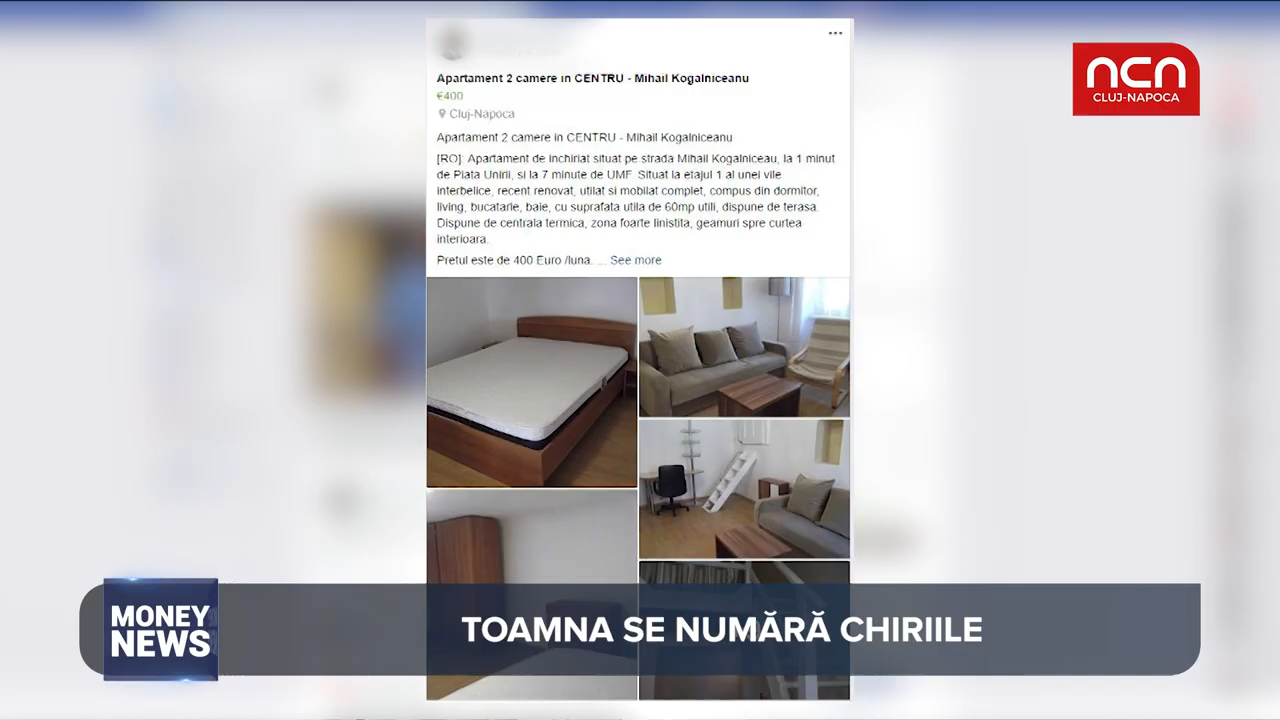 Apartament 2 camere in CENTRU - Mihail Kogalniceanu
€400
Cluj-Napoca
Apartament 2 camere in CENTRU - Mihail Kogalniceanu
[RO]: Apartament de inchiriat situat pe strada Mihail Kogalniceau, la 1 minut
de Piata Unirii, si la 7 minute de UMF. Situat la etajul 1 al unei vile
interbelice, recent renovat, utilat si mobilat complet, compus din dormitor,
living, bucatarie, baie, cu suprafata utila de 60mp utili, dispune de terasa.
Dispune de centrala termica, zona foarte linistita, geamuri spre curtea
interioara.
Pretul este de 400 Euro /luna. ... See more
ncn
CLUJ-NAPOCA
MONEY
NEWS
TOAMNA SE NUMĂRĂ CHIRIILE